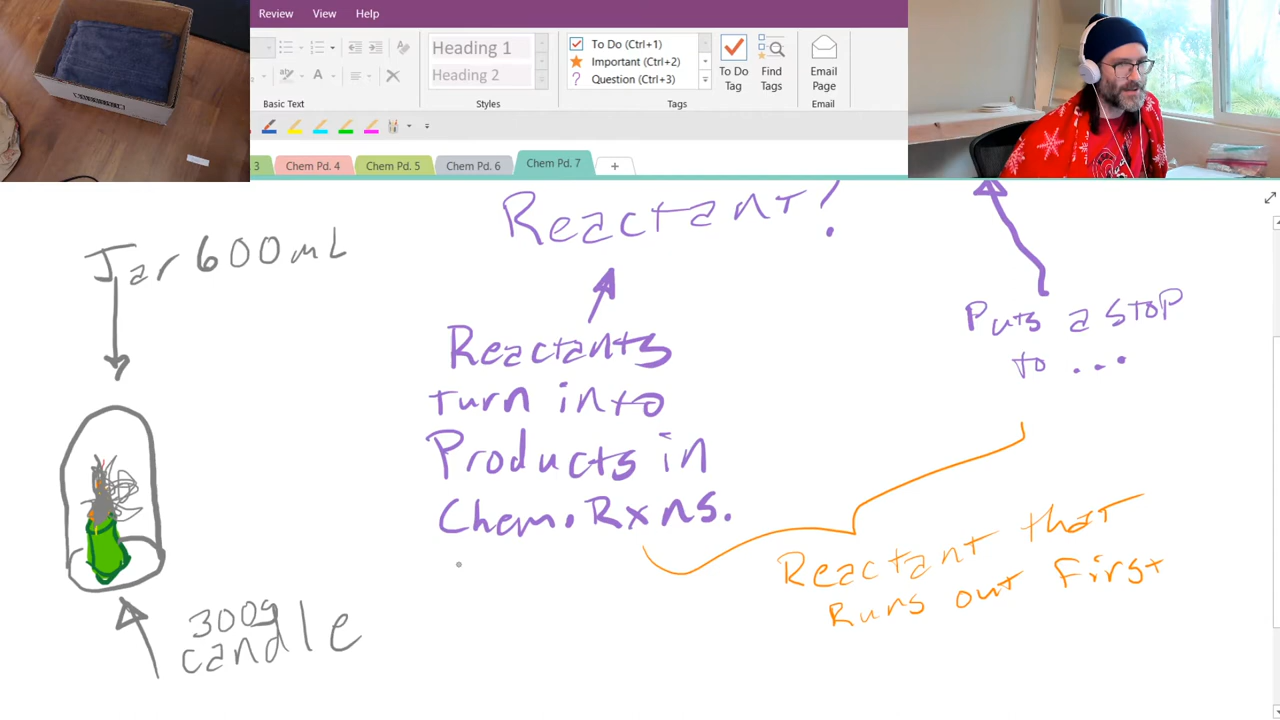 Review View Help
Heading 1
Heading 2
To Do (Ctrl+1)
Important (Ctrl+2)
Question (Ctrl+3)
To Do
Tag
Find
Tags
Email
Page
Basic Text
Styles
Tags
Email
3 Chem Pd. 4 Chem Pd. 5 Chem Pd. 6 Chem Pd. 7
Jar 600mL
300g
candle
Reactant!
Reactants
turn into
Products in
Chem. Rxns.
Puts a stop
to ...
Reactant that
Runs out First